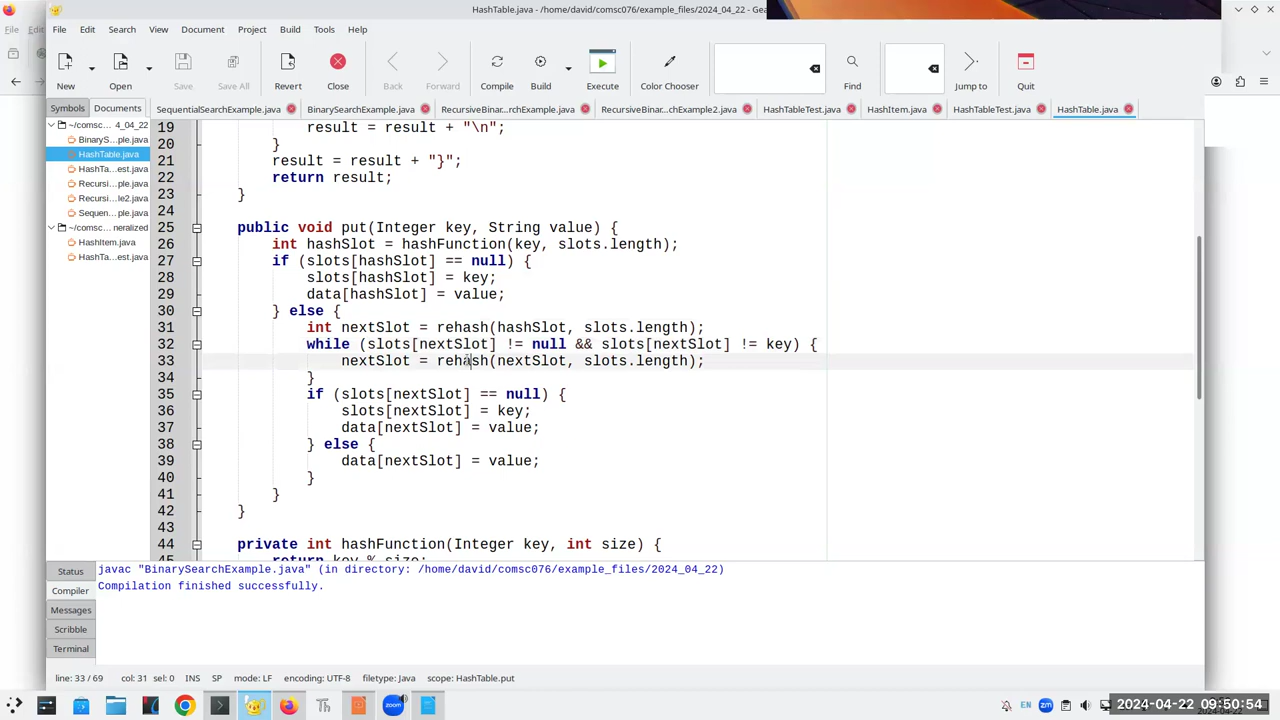 HashTable.java - /home/david/comsc076/example_files/2024_04_22 - Gea
File Edit Search View Document Project Build Tools Help
New Open Save Save All Revert Close Back Forward Compile Build Execute Color Chooser Find Jump to Quit
Symbols Documents
SequentialSearchExample.java BinarySearchExample.java RecursiveBinar...rchExample.java RecursiveBinar...chExample2.java HashTableTest.java HashItem.java HashTableTest.java HashTable.java
~/comsc... 4_04_22
BinaryS...ple.java
HashTable.java
HashTa...est.java
Recursi...ple.java
Recursi...le2.java
Sequen...ple.java
~/comsc...neralized
HashItem.java
HashTa...est.java
19 result = result + "\n";
20 }
21 result = result + "}";
22 return result;
23 }
24
25 public void put(Integer key, String value) {
26 int hashSlot = hashFunction(key, slots.length);
27 if (slots[hashSlot] == null) {
28 slots[hashSlot] = key;
29 data[hashSlot] = value;
30 } else {
31 int nextSlot = rehash(hashSlot, slots.length);
32 while (slots[nextSlot] != null && slots[nextSlot] != key) {
33 nextSlot = rehash(nextSlot, slots.length);
34 }
35 if (slots[nextSlot] == null) {
36 slots[nextSlot] = key;
37 data[nextSlot] = value;
38 } else {
39 data[nextSlot] = value;
40 }
41 }
42 }
43
44 private int hashFunction(Integer key, int size) {
45 return key % size;
Status
Compiler
Messages
Scribble
Terminal
javac "BinarySearchExample.java" (in directory: /home/david/comsc076/example_files/2024_04_22)
Compilation finished successfully.
line: 33 / 69 col: 31 sel: 0 INS SP mode: LF encoding: UTF-8 filetype: Java scope: HashTable.put
Th zoom EN zm 2024-04-22 09:50:54